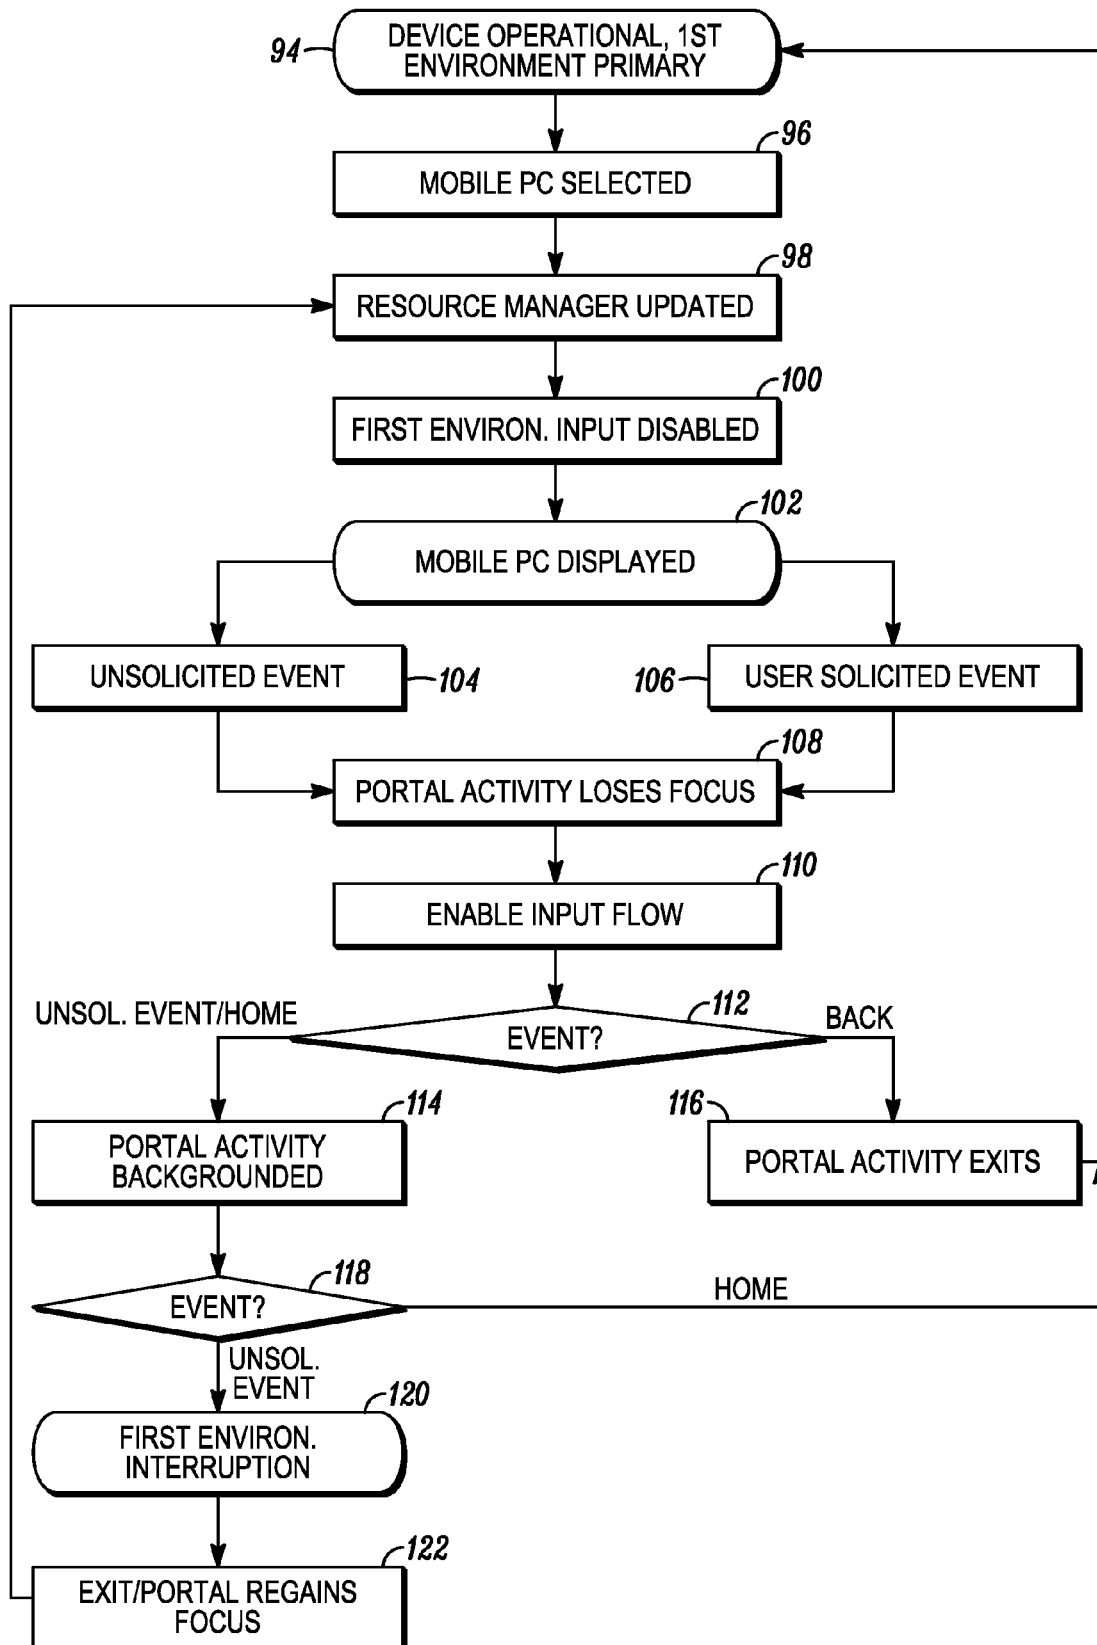 94
DEVICE OPERATIONAL, 1ST
ENVIRONMENT PRIMARY
96
MOBILE PC SELECTED
98
RESOURCE MANAGER UPDATED
100
FIRST ENVIRON. INPUT DISABLED
102
MOBILE PC DISPLAYED
UNSOLICITED EVENT
104
106
USER SOLICITED EVENT
108
PORTAL ACTIVITY LOSES FOCUS
110
ENABLE INPUT FLOW
UNSOL. EVENT/HOME
112
BACK
EVENT?
114
PORTAL ACTIVITY
BACKGROUNDED
116
PORTAL ACTIVITY EXITS
118
EVENT?
HOME
UNSOL.
EVENT
120
FIRST ENVIRON.
INTERRUPTION
122
EXIT/PORTAL REGAINS
FOCUS